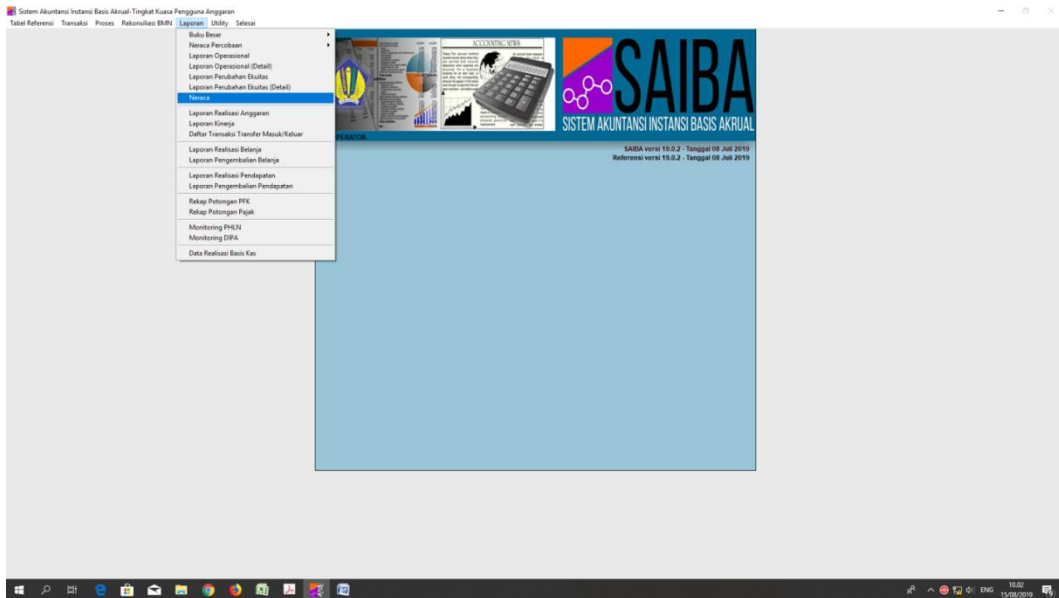 Sistem Akuntansi Instansi Basis Akrual-Tingkat Kuasa Pengguna Anggaran
Tabel Referensi Transaksi Proses Rekonsiliasi BMN Laporan Utility Selesai
Buku Besar
Neraca Percobaan
Laporan Operasional
Laporan Operasional (Detail)
Laporan Perubahan Ekuitas
Laporan Perubahan Ekuitas (Detail)
Neraca
Laporan Realisasi Anggaran
Laporan Kinerja
Daftar Transaksi Transfer Masuk/Keluar
Laporan Realisasi Belanja
Laporan Pengembalian Belanja
Laporan Realisasi Pendapatan
Laporan Pengembalian Pendapatan
Rekap Potongan PFK
Rekap Potongan Pajak
Monitoring PHLN
Monitoring DIPA
Data Realisasi Basis Kas
ACCOUNTING NEWS
SAIBA
SISTEM AKUNTANSI INSTANSI BASIS AKRUAL
PERATOR
SAIBA versi 19.0.2 - Tanggal 08 Juli 2019
Referensi versi 19.0.2 - Tanggal 08 Juli 2019
ENG
10.02
15/08/2019